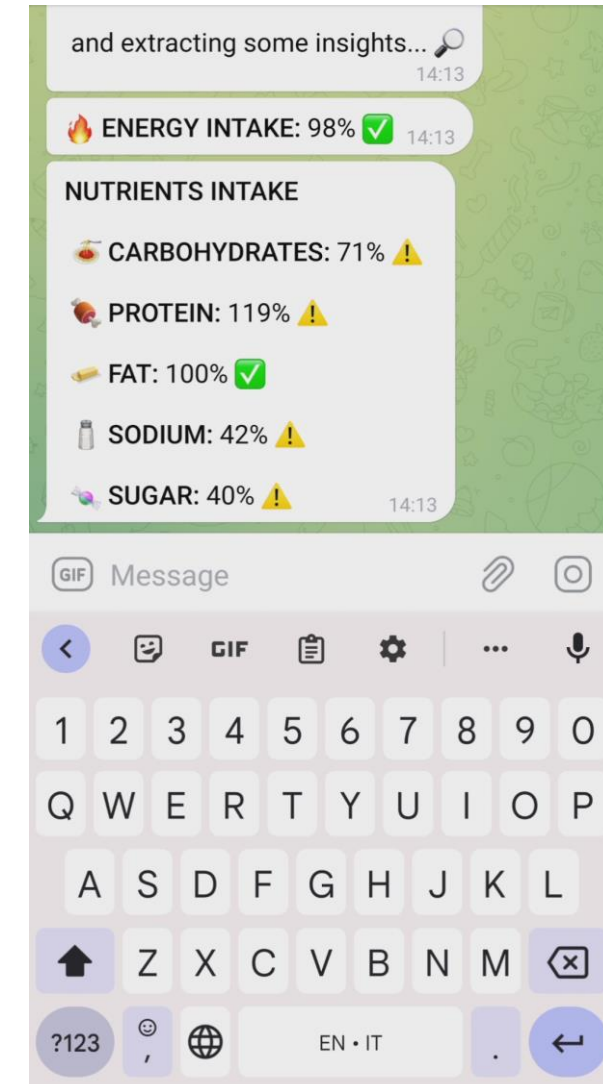 and extracting some insights... 🔎
14:13
🔥 ENERGY INTAKE: 98% ✅ 14:13
NUTRIENTS INTAKE
🍝 CARBOHYDRATES: 71% ⚠️
🍖 PROTEIN: 119% ⚠️
🧈 FAT: 100% ✅
🧂 SODIUM: 42% ⚠️
🍬 SUGAR: 40% ⚠️ 14:13
GIF Message
GIF
1 2 3 4 5 6 7 8 9 0
Q W E R T Y U I O P
A S D F G H J K L
Z X C V B N M
?123 , EN • IT .